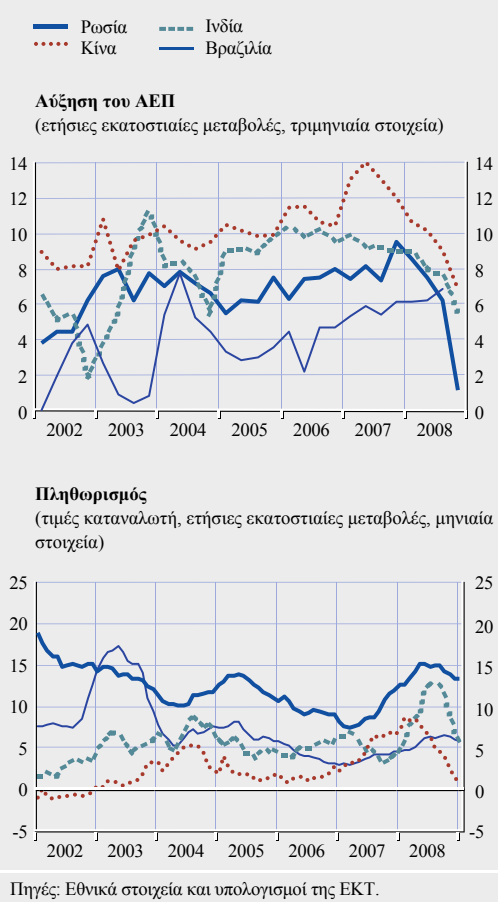 Ρωσία
Ινδία
Κίνα
Βραζιλία
Αύξηση του ΑΕΠ
(ετήσιες εκατοστιαίες μεταβολές, τριμηνιαία στοιχεία)
14 14
12 12
10 10
8 8
6 6
4 4
2 2
0 0
2002 2003 2004 2005 2006 2007 2008
Πληθωρισμός
(τιμές καταναλωτή, ετήσιες εκατοστιαίες μεταβολές, μηνιαία
στοιχεία)
25 25
20 20
15 15
10 10
5 5
0 0
-5 -5
2002 2003 2004 2005 2006 2007 2008
Πηγές: Εθνικά στοιχεία και υπολογισμοί της ΕΚΤ.